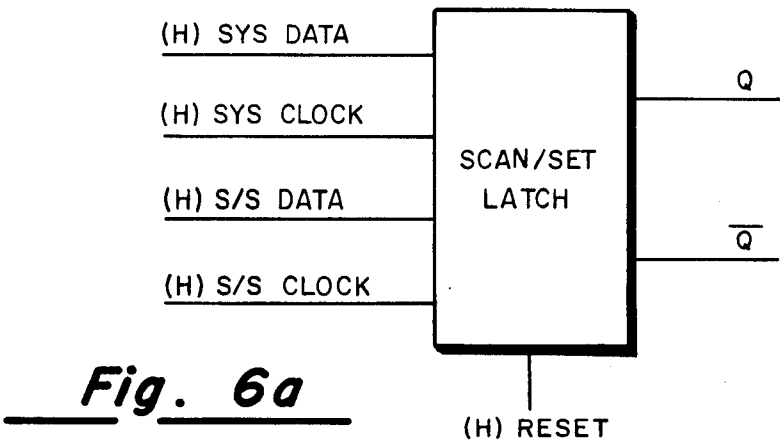 (H) SYS DATA
(H) SYS CLOCK
(H) S/S DATA
(H) S/S CLOCK
SCAN/SET
LATCH
Q
Q̅
(H) RESET
Fig. 6a